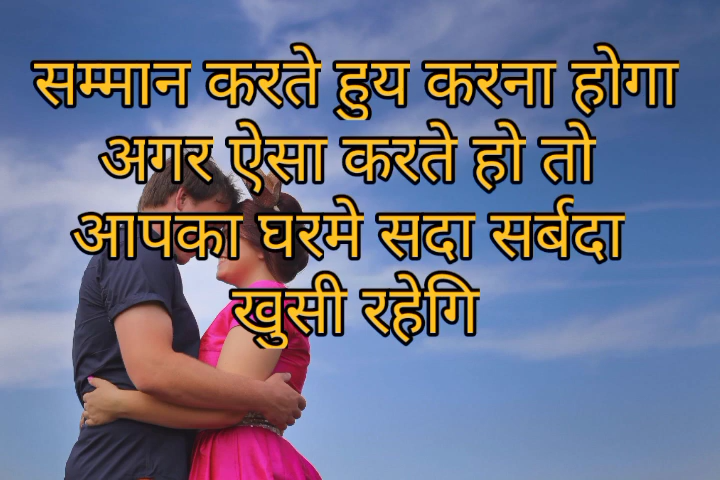 सम्मान करते हुय करना होगा
अगर ऐसा करते हो तो
आपका घरमे सदा सर्बदा
खुसी रहेगि